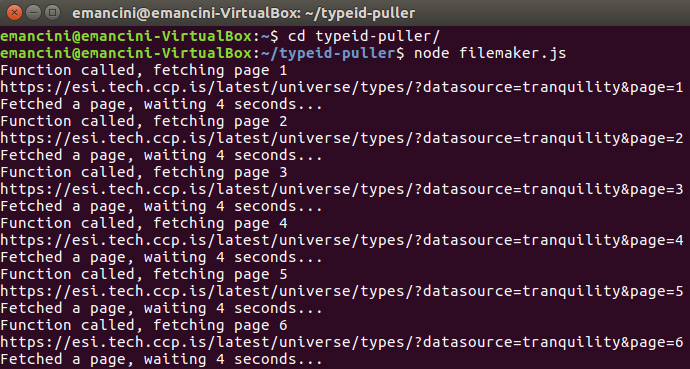 emancini@emancini-VirtualBox: ~/typeid-puller
emancini@emancini-VirtualBox:~$ cd typeid-puller/
emancini@emancini-VirtualBox:~/typeid-puller$ node filemaker.js
Function called, fetching page 1
https://esi.tech.ccp.is/latest/universe/types/?datasource=tranquility&page=1
Fetched a page, waiting 4 seconds...
Function called, fetching page 2
https://esi.tech.ccp.is/latest/universe/types/?datasource=tranquility&page=2
Fetched a page, waiting 4 seconds...
Function called, fetching page 3
https://esi.tech.ccp.is/latest/universe/types/?datasource=tranquility&page=3
Fetched a page, waiting 4 seconds...
Function called, fetching page 4
https://esi.tech.ccp.is/latest/universe/types/?datasource=tranquility&page=4
Fetched a page, waiting 4 seconds...
Function called, fetching page 5
https://esi.tech.ccp.is/latest/universe/types/?datasource=tranquility&page=5
Fetched a page, waiting 4 seconds...
Function called, fetching page 6
https://esi.tech.ccp.is/latest/universe/types/?datasource=tranquility&page=6
Fetched a page, waiting 4 seconds...